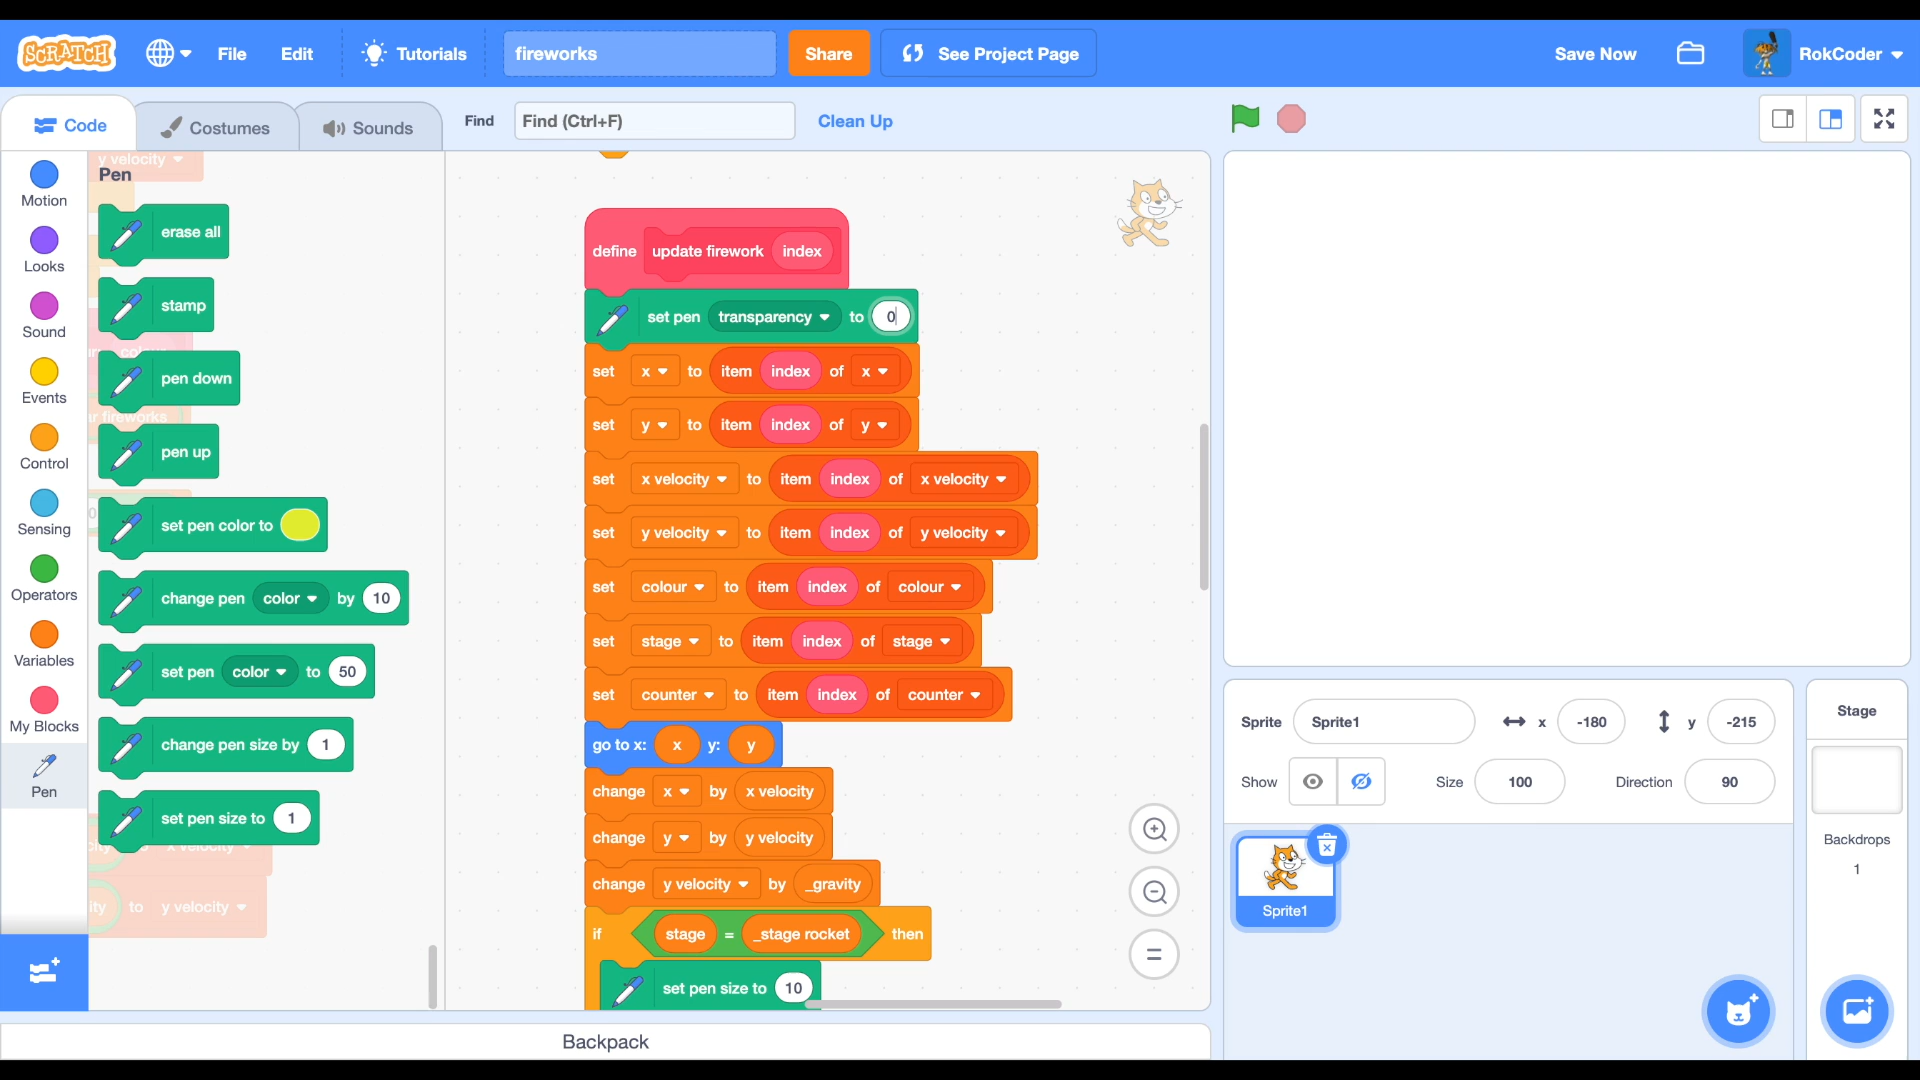 SCRATCH File Edit Tutorials fireworks Share See Project Page Save Now RokCoder
Code Costumes Sounds Find Find (Ctrl+F) Clean Up
Motion
Looks
Sound
Events
Control
Sensing
Operators
Variables
My Blocks
Pen
y velocity
Pen
erase all
stamp
pen down
fireworks
pen up
set pen color to
change pen color by 10
set pen color to 50
change pen size by 1
set pen size to 1
to x velocity
to y velocity
define update firework index
set pen transparency to 0
set x to item index of x
set y to item index of y
set x velocity to item index of x velocity
set y velocity to item index of y velocity
set colour to item index of colour
set stage to item index of stage
set counter to item index of counter
go to x: x y: y
change x by x velocity
change y by y velocity
change y velocity by _gravity
if stage = _stage rocket then
set pen size to 10
Backpack
Sprite Sprite1 x -180 y -215
Show Size 100 Direction 90
Sprite1
Stage
Backdrops
1